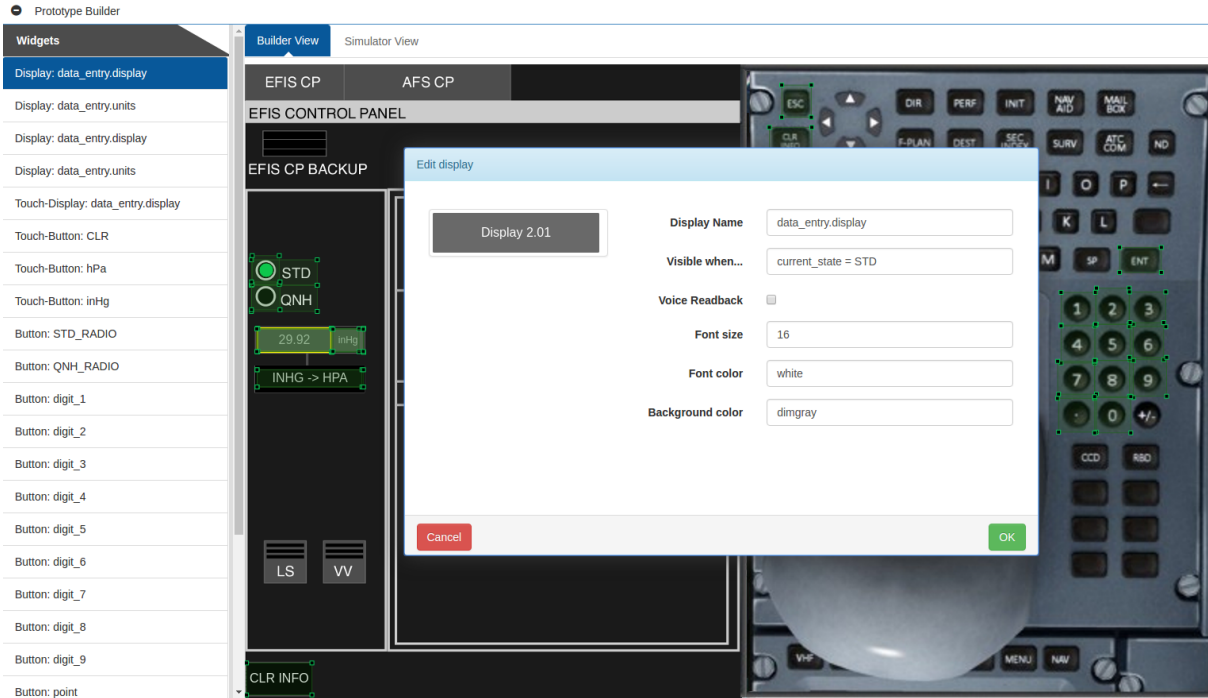 Prototype Builder
Widgets
Display: data_entry.display
Display: data_entry.units
Display: data_entry.display
Display: data_entry.units
Touch-Display: data_entry.display
Touch-Button: CLR
Touch-Button: hPa
Touch-Button: inHg
Button: STD_RADIO
Button: QNH_RADIO
Button: digit_1
Button: digit_2
Button: digit_3
Button: digit_4
Button: digit_5
Button: digit_6
Button: digit_7
Button: digit_8
Button: digit_9
Button: point
Builder View Simulator View
EFIS CP AFS CP
EFIS CONTROL PANEL
EFIS CP BACKUP
STD
QNH
29.92 inHg
INHG -> HPA
LS VV
CLR INFO
Edit display
Display 2.01
Display Name data_entry.display
Visible when... current_state = STD
Voice Readback
Font size 16
Font color white
Background color dimgray
Cancel OK
ESC DIR PERF INIT NAV AID MAIL BOX
CLR INFO F-PLAN DEST SEC INDEX SURV ATC COM ND
I O P ←
K L
M SP ENT
1 2 3
4 5 6
7 8 9
. 0 +/-
CCD RBD
VHF MENU NAV